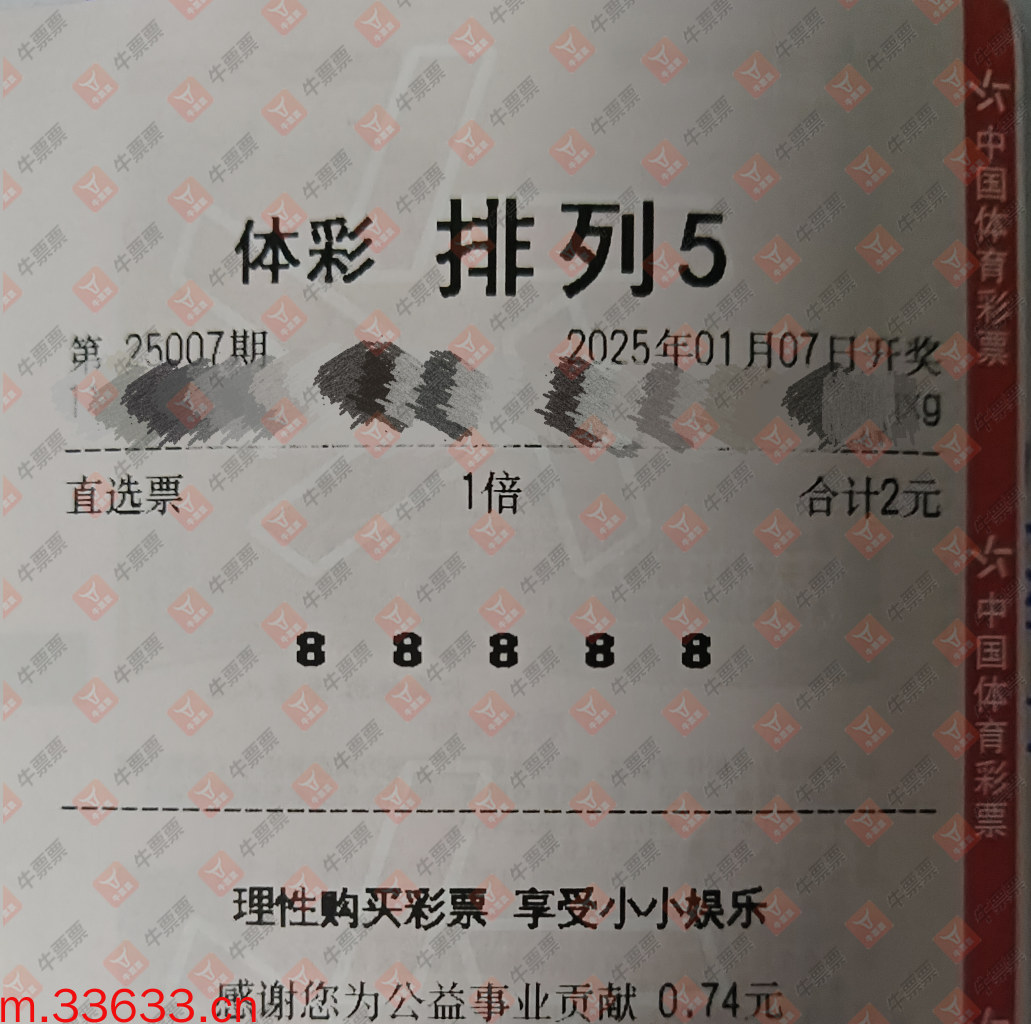 体彩 排列5
第 25007期 2025年01月07日开奖
直选票 1倍 合计2元
8 8 8 8 8
理性购买彩票 享受小小娱乐
感谢您为公益事业贡献 0.74元
中国体育彩票
中国体育彩票
牛票票
m.33633.cn